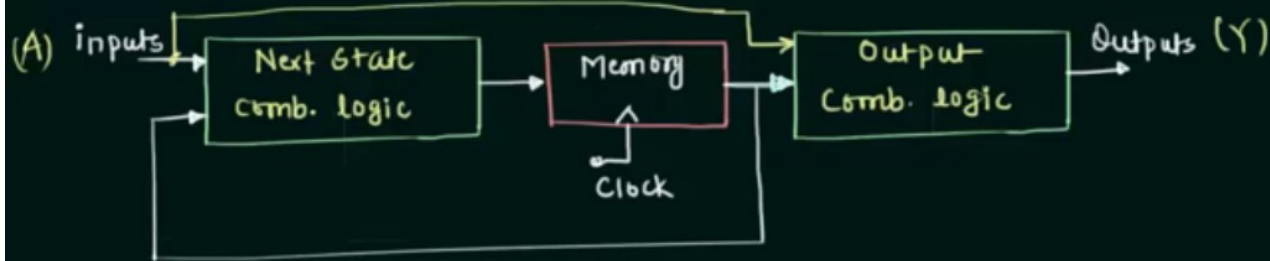 (A) inputs
Next State
Comb. logic
Memory
Clock
Output
Comb. logic
Outputs (Y)